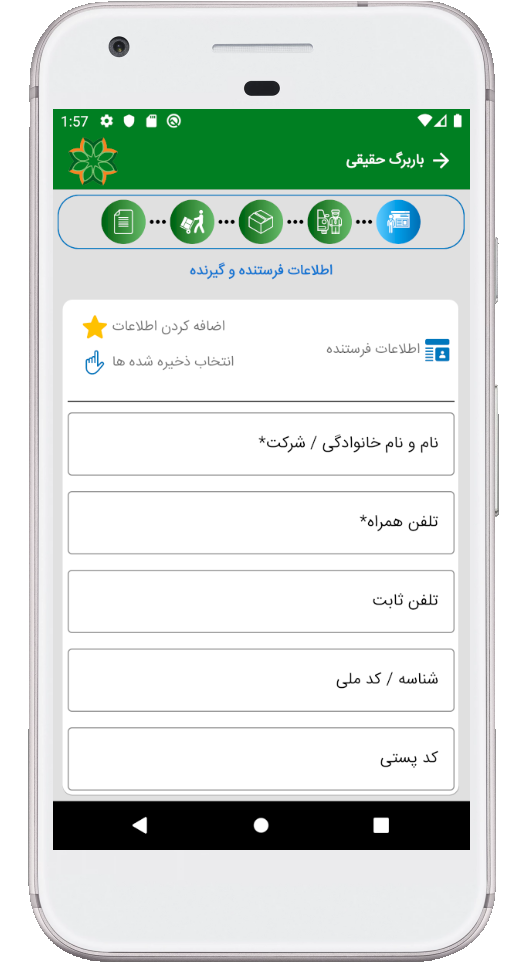 1:57
باربرگ حقیقی
اطلاعات فرستنده و گیرنده
اطلاعات فرستنده
اضافه کردن اطلاعات
انتخاب ذخیره شده ها
نام و نام خانوادگی / شرکت*
تلفن همراه*
تلفن ثابت
شناسه / کد ملی
کد پستی